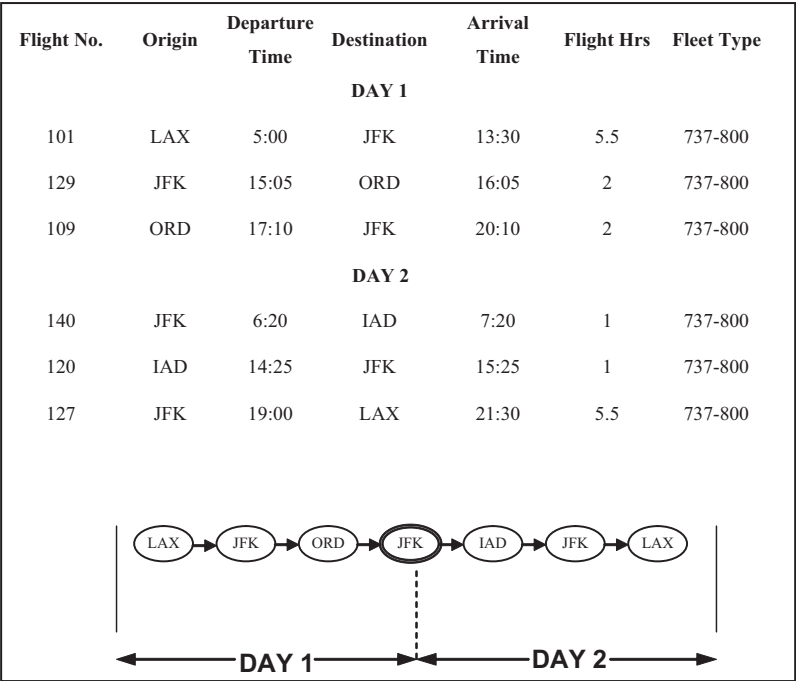 Flight No. Origin Departure Time Destination Arrival Time Flight Hrs Fleet Type
DAY 1
101 LAX 5:00 JFK 13:30 5.5 737-800
129 JFK 15:05 ORD 16:05 2 737-800
109 ORD 17:10 JFK 20:10 2 737-800
DAY 2
140 JFK 6:20 IAD 7:20 1 737-800
120 IAD 14:25 JFK 15:25 1 737-800
127 JFK 19:00 LAX 21:30 5.5 737-800
LAX JFK ORD JFK IAD JFK LAX
DAY 1 DAY 2